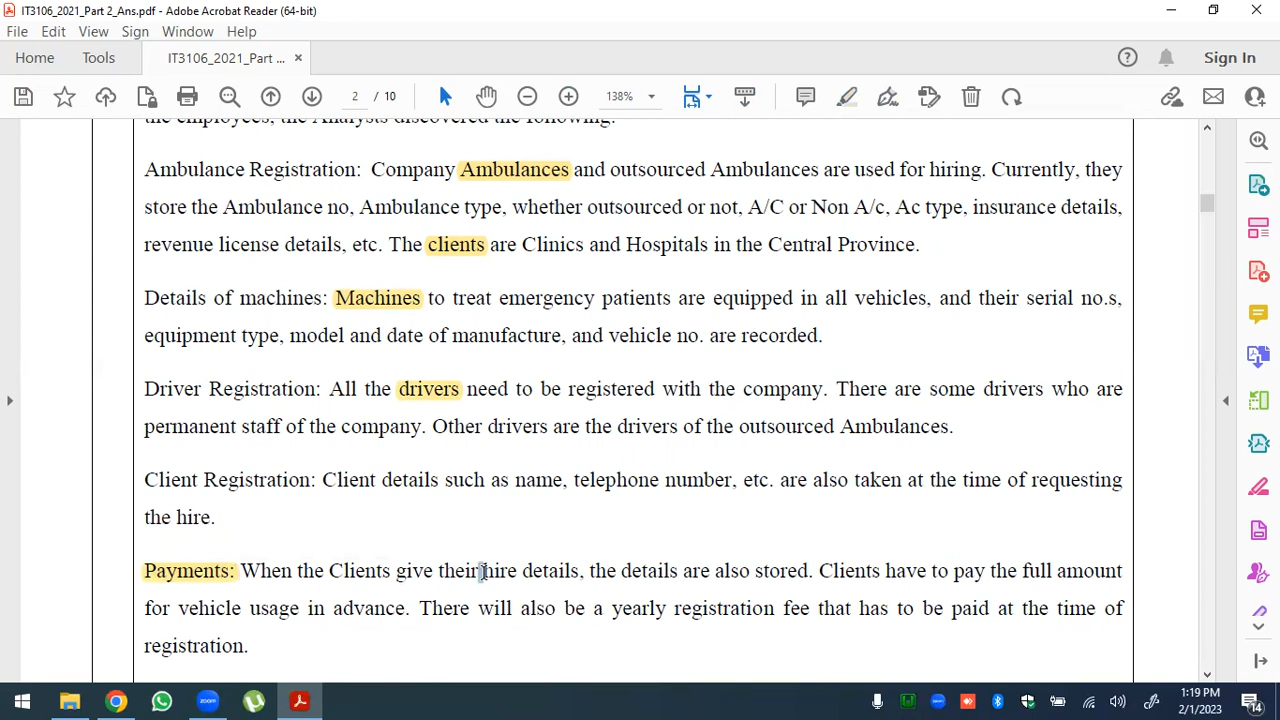 IT3106_2021_Part 2_Ans.pdf - Adobe Acrobat Reader (64-bit)
File Edit View Sign Window Help
Home Tools IT3106_2021_Part ... × Sign In
2 / 10 138%
the employees, the Analysts discovered the following:
Ambulance Registration: Company Ambulances and outsourced Ambulances are used for hiring. Currently, they
store the Ambulance no, Ambulance type, whether outsourced or not, A/C or Non A/c, Ac type, insurance details,
revenue license details, etc. The clients are Clinics and Hospitals in the Central Province.
Details of machines: Machines to treat emergency patients are equipped in all vehicles, and their serial no.s,
equipment type, model and date of manufacture, and vehicle no. are recorded.
Driver Registration: All the drivers need to be registered with the company. There are some drivers who are
permanent staff of the company. Other drivers are the drivers of the outsourced Ambulances.
Client Registration: Client details such as name, telephone number, etc. are also taken at the time of requesting
the hire.
Payments: When the Clients give their hire details, the details are also stored. Clients have to pay the full amount
for vehicle usage in advance. There will also be a yearly registration fee that has to be paid at the time of
registration.
zoom
1:19 PM
2/1/2023
14